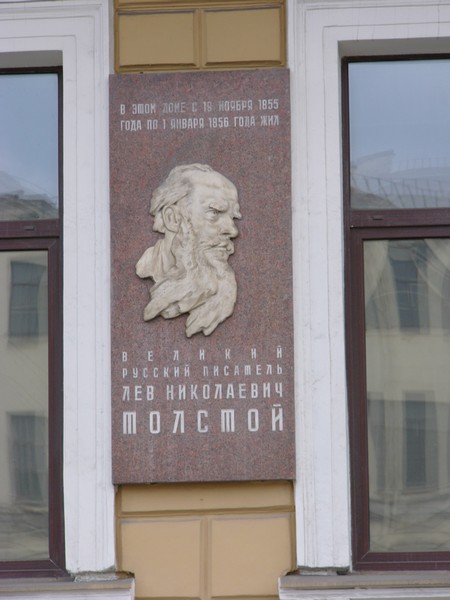 В ЭТОМ ДОМЕ С 19 НОЯБРЯ 1855
ГОДА ПО 1 ЯНВАРЯ 1856 ГОДА ЖИЛ
ВЕЛИКИЙ
РУССКИЙ ПИСАТЕЛЬ
ЛЕВ НИКОЛАЕВИЧ
ТОЛСТОЙ